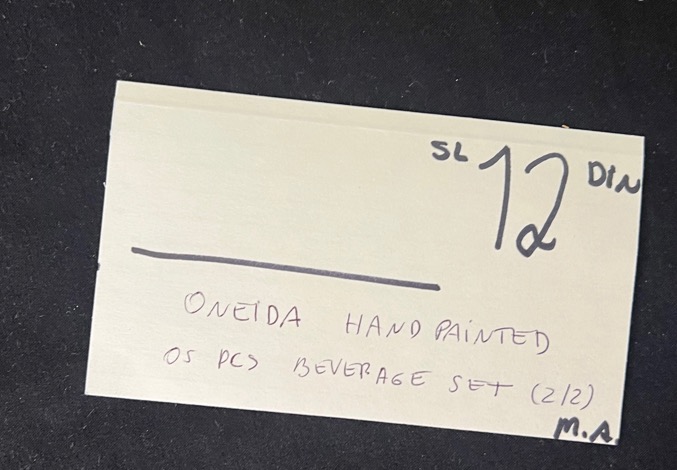 SL 12 DIN
ONEIDA HAND PAINTED
05 PCS BEVERAGE SET (2/2)
M.A.